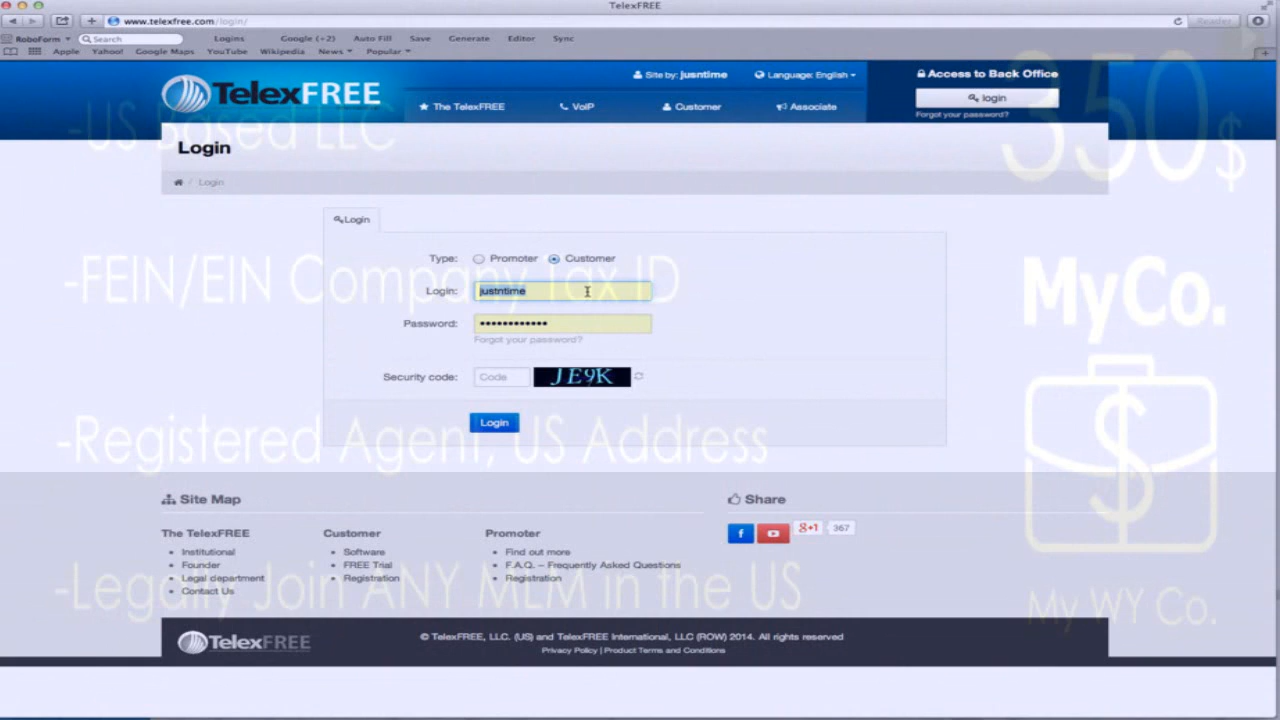 TelexFREE
www.telexfree.com/login/
Reader
RoboForm
Search
Logins
Google (+2)
Auto Fill
Save
Generate
Editor
Sync
Apple
Yahoo!
Google Maps
YouTube
Wikipedia
News
Popular
TelexFREE
Site by: jusntime
Language: English
Access to Back Office
login
Forgot your password?
The TelexFREE
VoIP
Customer
Associate
350$
-US Based LLC
Login
/ Login
Login
Type:
Promoter
Customer
-FEIN/EIN Company Tax ID
Login:
justntime
MyCo.
Password:
••••••••••••
Forgot your password?
Security code:
Code
JE9K
Login
-Registered Agent, US Address
$
Site Map
Share
The TelexFREE
Institutional
Founder
Legal department
Contact Us
Customer
Software
FREE Trial
Registration
Promoter
Find out more
F.A.Q. – Frequently Asked Questions
Registration
f
g+1
367
-Legally Join ANY MLM in the US
My WY Co.
TelexFREE
© TelexFREE, LLC. (US) and TelexFREE International, LLC (ROW) 2014. All rights reserved
Privacy Policy | Product Terms and Conditions